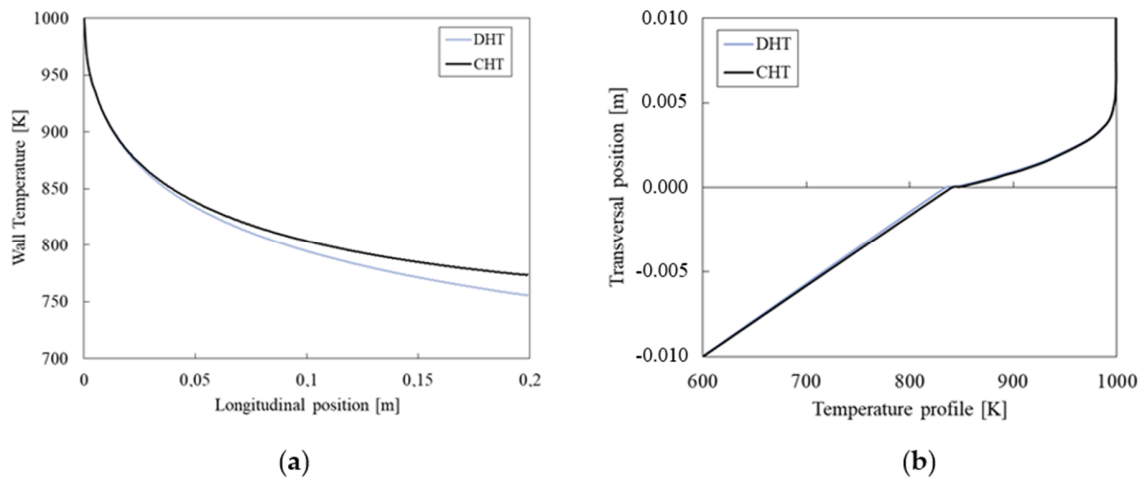 1000
950
900
850
800
750
700
Wall Temperature [K]
DHT
CHT
0
0,05
0,1
0,15
0,2
Longitudinal position [m]
(a)
0.010
0.005
0.000
-0.005
-0.010
Transversal position [m]
DHT
CHT
600
700
800
900
1000
Temperature profile [K]
(b)